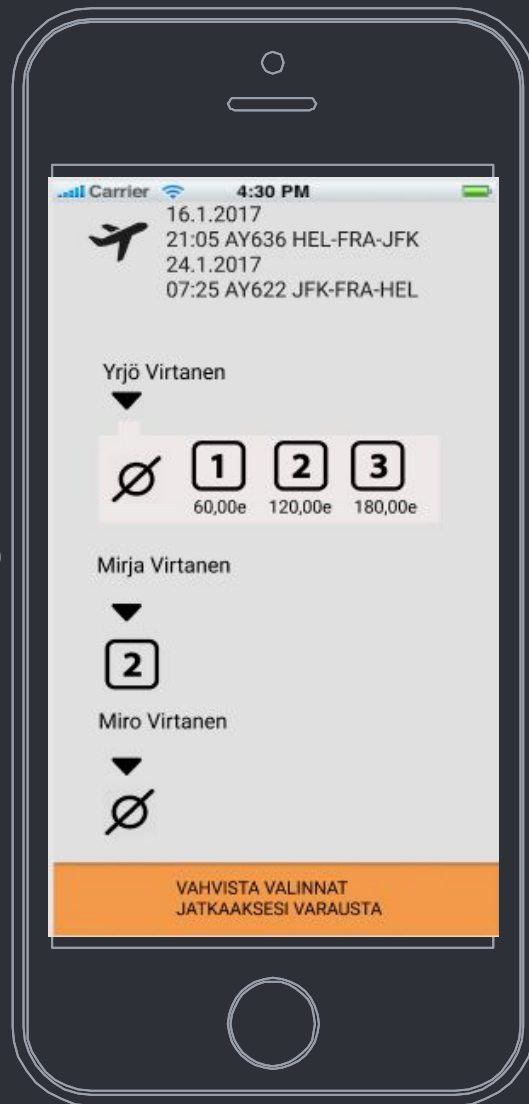 Carrier 4:30 PM
16.1.2017
21:05 AY636 HEL-FRA-JFK
24.1.2017
07:25 AY622 JFK-FRA-HEL
Yrjö Virtanen
1 2 3
60,00e 120,00e 180,00e
Mirja Virtanen
2
Miro Virtanen
VAHVISTA VALINNAT
JATKAAKSESI VARAUSTA